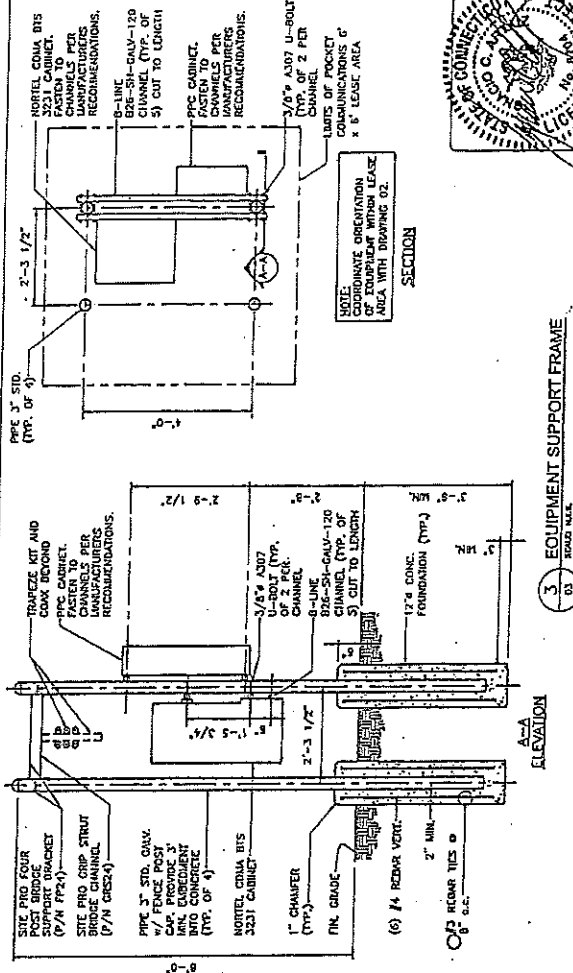 SITE PRO FOUR
POST BRIDGE
SUPPORT BRACKET
(P/N FP24)
SITE PRO GRIP STRUT
BRIDGE CHANNEL
(P/N GRS24)
PIPE 3" STD. GALV.
W/ FENCE POST
CAP. PROVIDE 3'
MIN. EMBEDMENT
INTO CONCRETE
(TYP. OF 4)
NORTEL CDMA BTS
3231 CABINET
1" CHAMFER
(TYP.)
FIN. GRADE
(6) #4 REBAR VERT.
2" MIN.
#3 REBAR TIES @
8" O.C.
8'-0"
TRAPEZE KIT AND
COAX BEYOND
PPC CABINET.
FASTEN TO
CHANNELS PER
MANUFACTURERS
RECOMMENDATIONS.
3/8"ø A307
U-BOLT (TYP.
OF 2 PER.
CHANNEL
B-LINE
B26-SH-GALV-120
CHANNEL (TYP. OF
5) CUT TO LENGTH
12"ø CONC.
FOUNDATION (TYP.)
1'-5 3/4"
2'-3 1/2"
6"
2'-9 1/2"
2'-8"
3" MIN.
A-A
ELEVATION
PIPE 3" STD.
(TYP. OF 4)
2'-3 1/2"
4'-0"
NORTEL CDMA BTS
3231 CABINET.
FASTEN TO
CHANNELS PER
MANUFACTURERS
RECOMMENDATIONS.
B-LINE
B26-SH-GALV-120
CHANNEL (TYP. OF
5) CUT TO LENGTH
PPC CABINET.
FASTEN TO
CHANNELS PER
MANUFACTURERS
RECOMMENDATIONS.
3/8"ø A307 U-BOLT
(TYP. OF 2 PER
CHANNEL
LIMITS OF POCKET
COMMUNICATIONS 6'
x 6' LEASE AREA
A-A
NOTE:
COORDINATE ORIENTATION
OF EQUIPMENT WITHIN LEASE
AREA WITH DRAWING 02.
SECTION
3
03
EQUIPMENT SUPPORT FRAME
STATE OF CONNECTICUT
No.